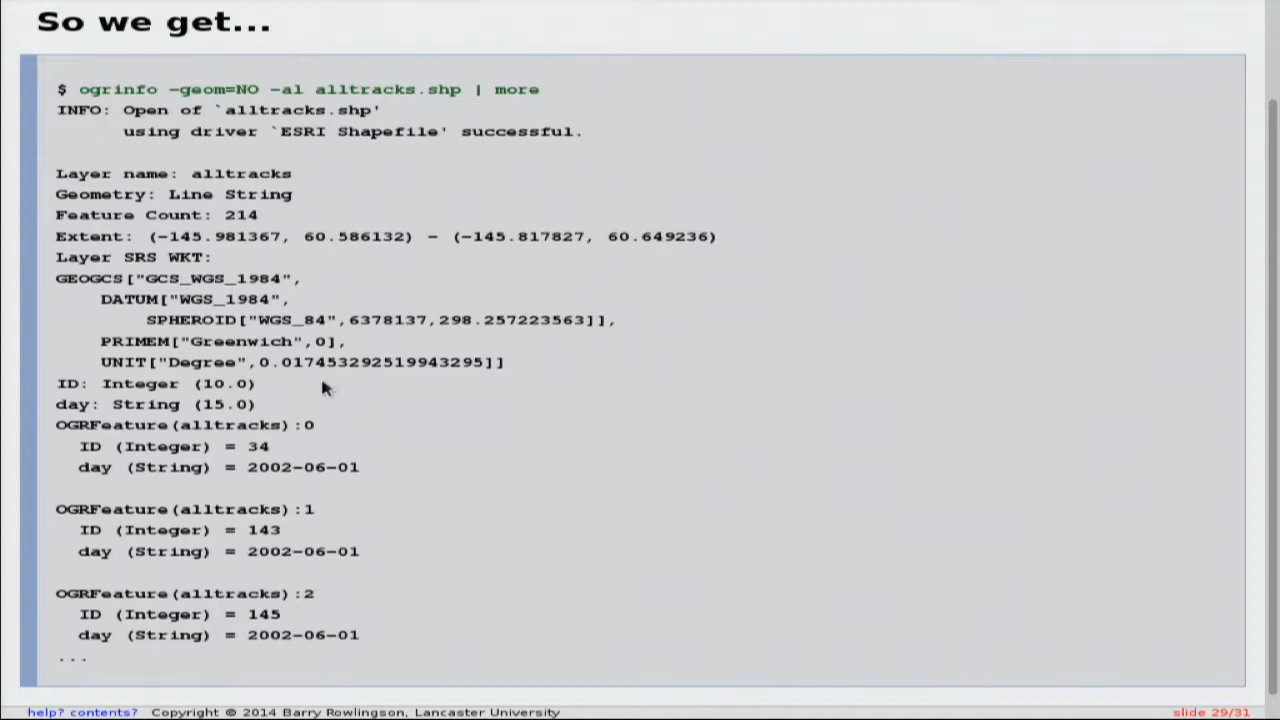 So we get...
$ ogrinfo -geom=NO -al alltracks.shp | more
INFO: Open of `alltracks.shp'
using driver `ESRI Shapefile' successful.
Layer name: alltracks
Geometry: Line String
Feature Count: 214
Extent: (-145.981367, 60.586132) - (-145.817827, 60.649236)
Layer SRS WKT:
GEOGCS["GCS_WGS_1984",
DATUM["WGS_1984",
SPHEROID["WGS_84",6378137,298.257223563]],
PRIMEM["Greenwich",0],
UNIT["Degree",0.017453292519943295]]
ID: Integer (10.0)
day: String (15.0)
OGRFeature(alltracks):0
ID (Integer) = 34
day (String) = 2002-06-01
OGRFeature(alltracks):1
ID (Integer) = 143
day (String) = 2002-06-01
OGRFeature(alltracks):2
ID (Integer) = 145
day (String) = 2002-06-01
...
help? contents? Copyright © 2014 Barry Rowlingson, Lancaster University slide 29/31